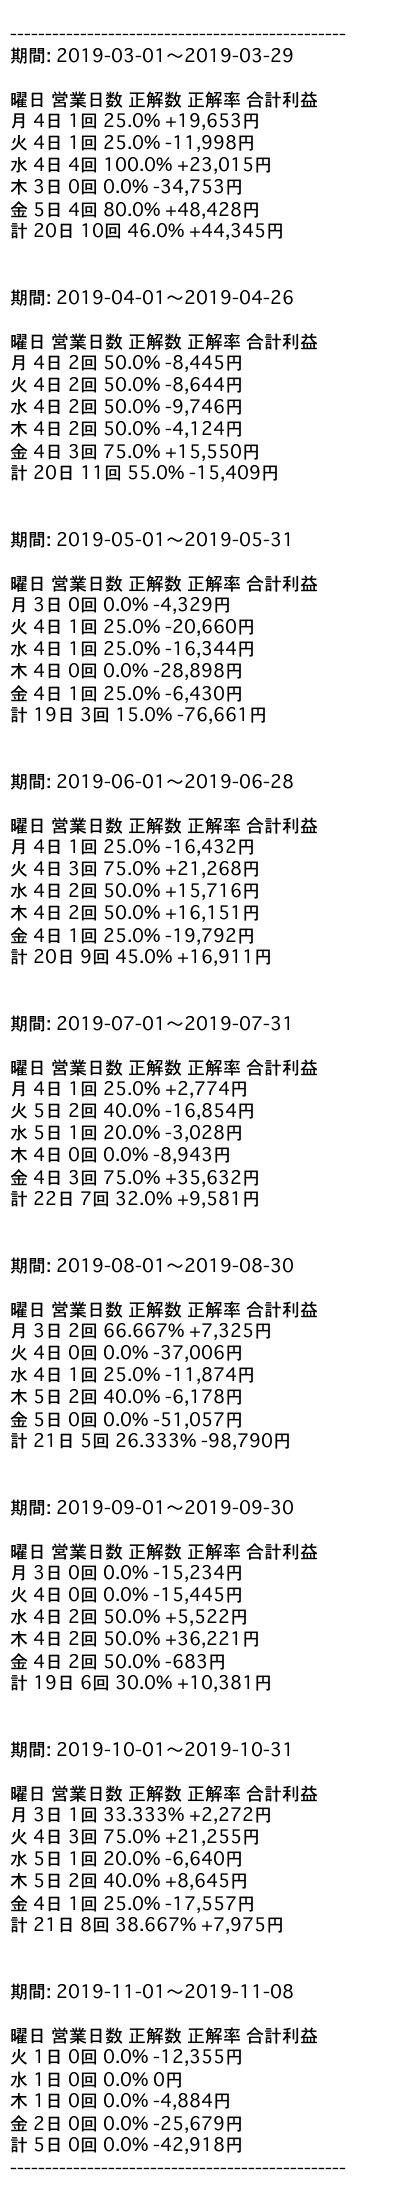 ------------------------------------------------
期間: 2019-03-01〜2019-03-29
曜日 営業日数 正解数 正解率 合計利益
月 4日 1回 25.0% +19,653円
火 4日 1回 25.0% -11,998円
水 4日 4回 100.0% +23,015円
木 3日 0回 0.0% -34,753円
金 5日 4回 80.0% +48,428円
計 20日 10回 46.0% +44,345円
期間: 2019-04-01〜2019-04-26
曜日 営業日数 正解数 正解率 合計利益
月 4日 2回 50.0% -8,445円
火 4日 2回 50.0% -8,644円
水 4日 2回 50.0% -9,746円
木 4日 2回 50.0% -4,124円
金 4日 3回 75.0% +15,550円
計 20日 11回 55.0% -15,409円
期間: 2019-05-01〜2019-05-31
曜日 営業日数 正解数 正解率 合計利益
月 3日 0回 0.0% -4,329円
火 4日 1回 25.0% -20,660円
水 4日 1回 25.0% -16,344円
木 4日 0回 0.0% -28,898円
金 4日 1回 25.0% -6,430円
計 19日 3回 15.0% -76,661円
期間: 2019-06-01〜2019-06-28
曜日 営業日数 正解数 正解率 合計利益
月 4日 1回 25.0% -16,432円
火 4日 3回 75.0% +21,268円
水 4日 2回 50.0% +15,716円
木 4日 2回 50.0% +16,151円
金 4日 1回 25.0% -19,792円
計 20日 9回 45.0% +16,911円
期間: 2019-07-01〜2019-07-31
曜日 営業日数 正解数 正解率 合計利益
月 4日 1回 25.0% +2,774円
火 5日 2回 40.0% -16,854円
水 5日 1回 20.0% -3,028円
木 4日 0回 0.0% -8,943円
金 4日 3回 75.0% +35,632円
計 22日 7回 32.0% +9,581円
期間: 2019-08-01〜2019-08-30
曜日 営業日数 正解数 正解率 合計利益
月 3日 2回 66.667% +7,325円
火 4日 0回 0.0% -37,006円
水 4日 1回 25.0% -11,874円
木 5日 2回 40.0% -6,178円
金 5日 0回 0.0% -51,057円
計 21日 5回 26.333% -98,790円
期間: 2019-09-01〜2019-09-30
曜日 営業日数 正解数 正解率 合計利益
月 3日 0回 0.0% -15,234円
火 4日 0回 0.0% -15,445円
水 4日 2回 50.0% +5,522円
木 4日 2回 50.0% +36,221円
金 4日 2回 50.0% -683円
計 19日 6回 30.0% +10,381円
期間: 2019-10-01〜2019-10-31
曜日 営業日数 正解数 正解率 合計利益
月 3日 1回 33.333% +2,272円
火 4日 3回 75.0% +21,255円
水 5日 1回 20.0% -6,640円
木 5日 2回 40.0% +8,645円
金 4日 1回 25.0% -17,557円
計 21日 8回 38.667% +7,975円
期間: 2019-11-01〜2019-11-08
曜日 営業日数 正解数 正解率 合計利益
火 1日 0回 0.0% -12,355円
水 1日 0回 0.0% 0円
木 1日 0回 0.0% -4,884円
金 2日 0回 0.0% -25,679円
計 5日 0回 0.0% -42,918円
------------------------------------------------